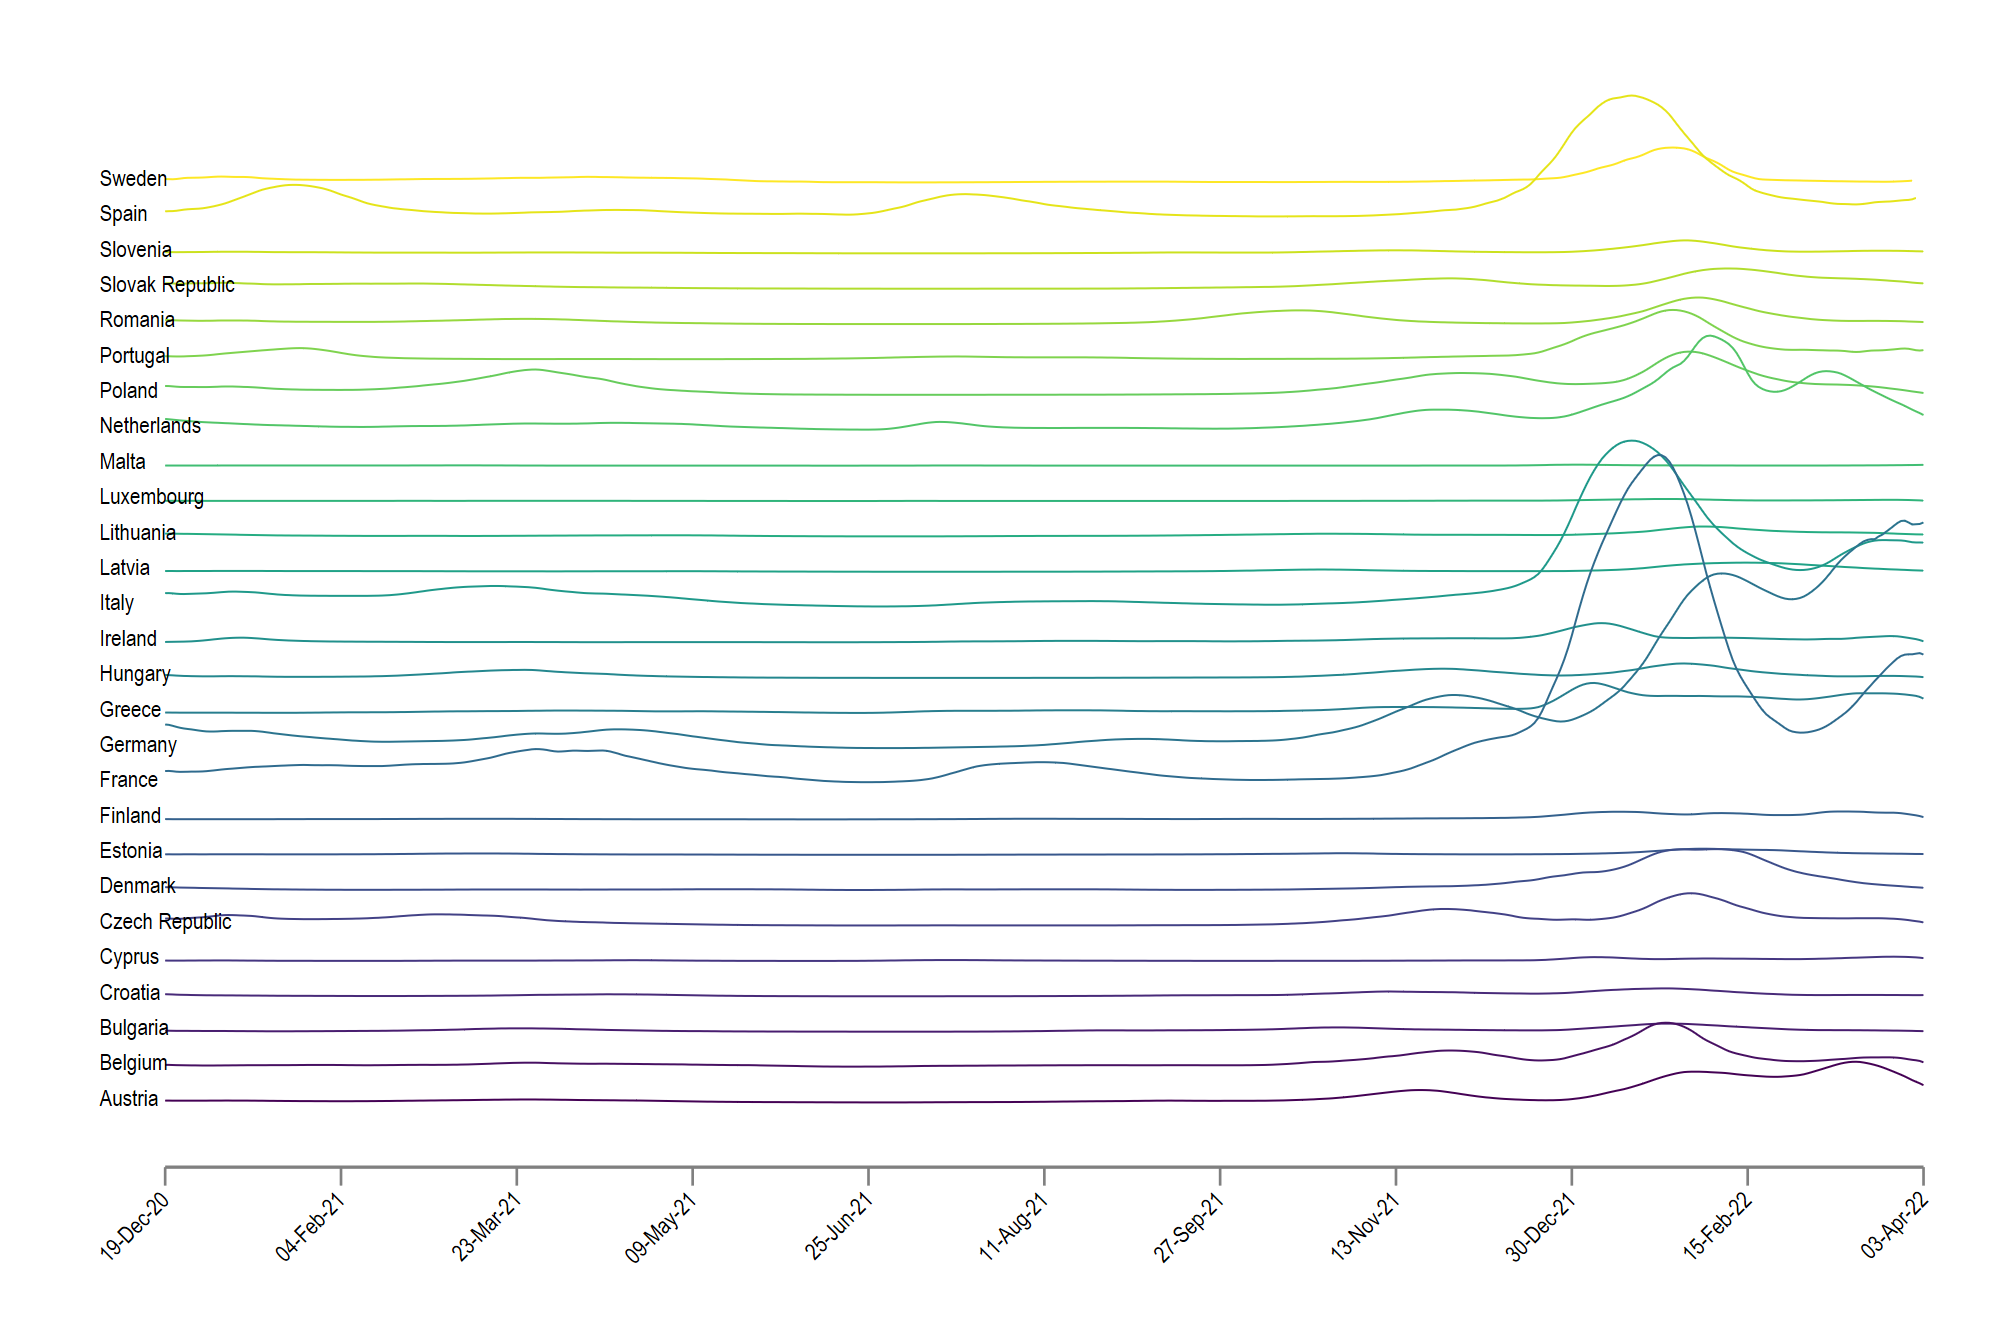 Sweden
Spain
Slovenia
Slovak Republic
Romania
Portugal
Poland
Netherlands
Malta
Luxembourg
Lithuania
Latvia
Italy
Ireland
Hungary
Greece
Germany
France
Finland
Estonia
Denmark
Czech Republic
Cyprus
Croatia
Bulgaria
Belgium
Austria
19-Dec-20
04-Feb-21
23-Mar-21
09-May-21
25-Jun-21
11-Aug-21
27-Sep-21
13-Nov-21
30-Dec-21
15-Feb-22
03-Apr-22